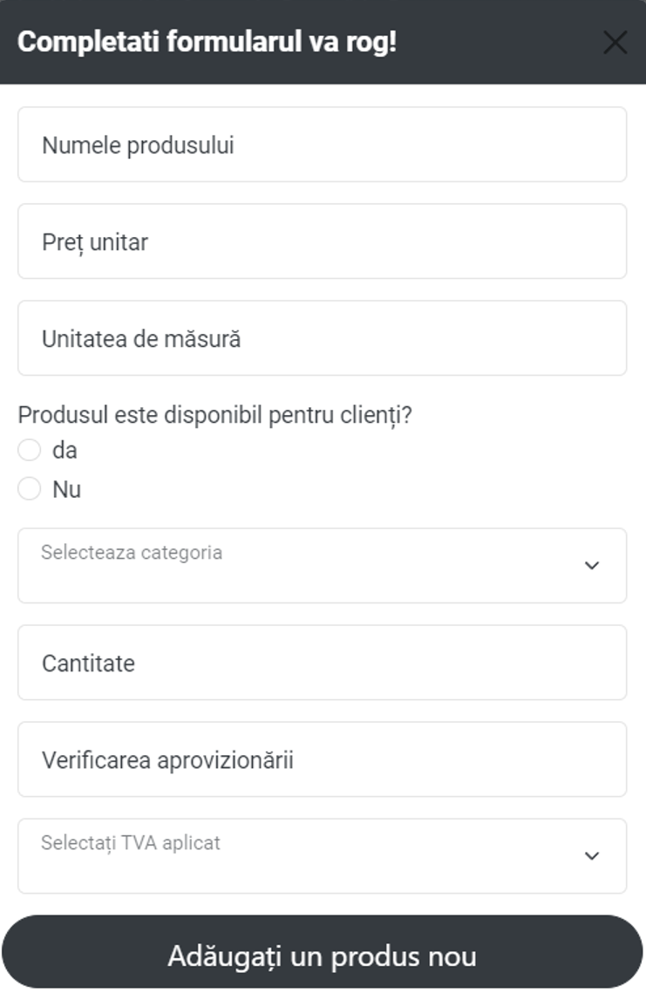 Completati formularul va rog!
Numele produsului
Preț unitar
Unitatea de măsură
Produsul este disponibil pentru clienți?
da
Nu
Selecteaza categoria
Cantitate
Verificarea aprovizionării
Selectați TVA aplicat
Adăugați un produs nou